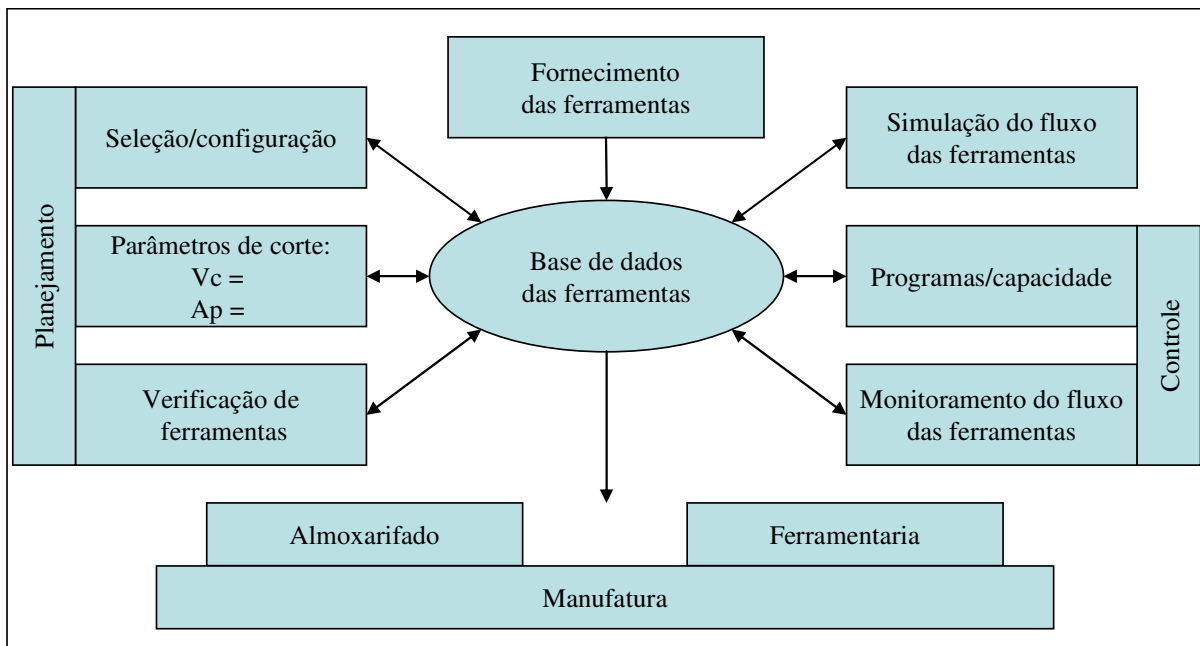 Fornecimento
das ferramentas
Planejamento
Seleção/configuração
Parâmetros de corte:
Vc =
Ap =
Verificação de
ferramentas
Base de dados
das ferramentas
Simulação do fluxo
das ferramentas
Programas/capacidade
Monitoramento do fluxo
das ferramentas
Controle
Almoxarifado
Ferramentaria
Manufatura